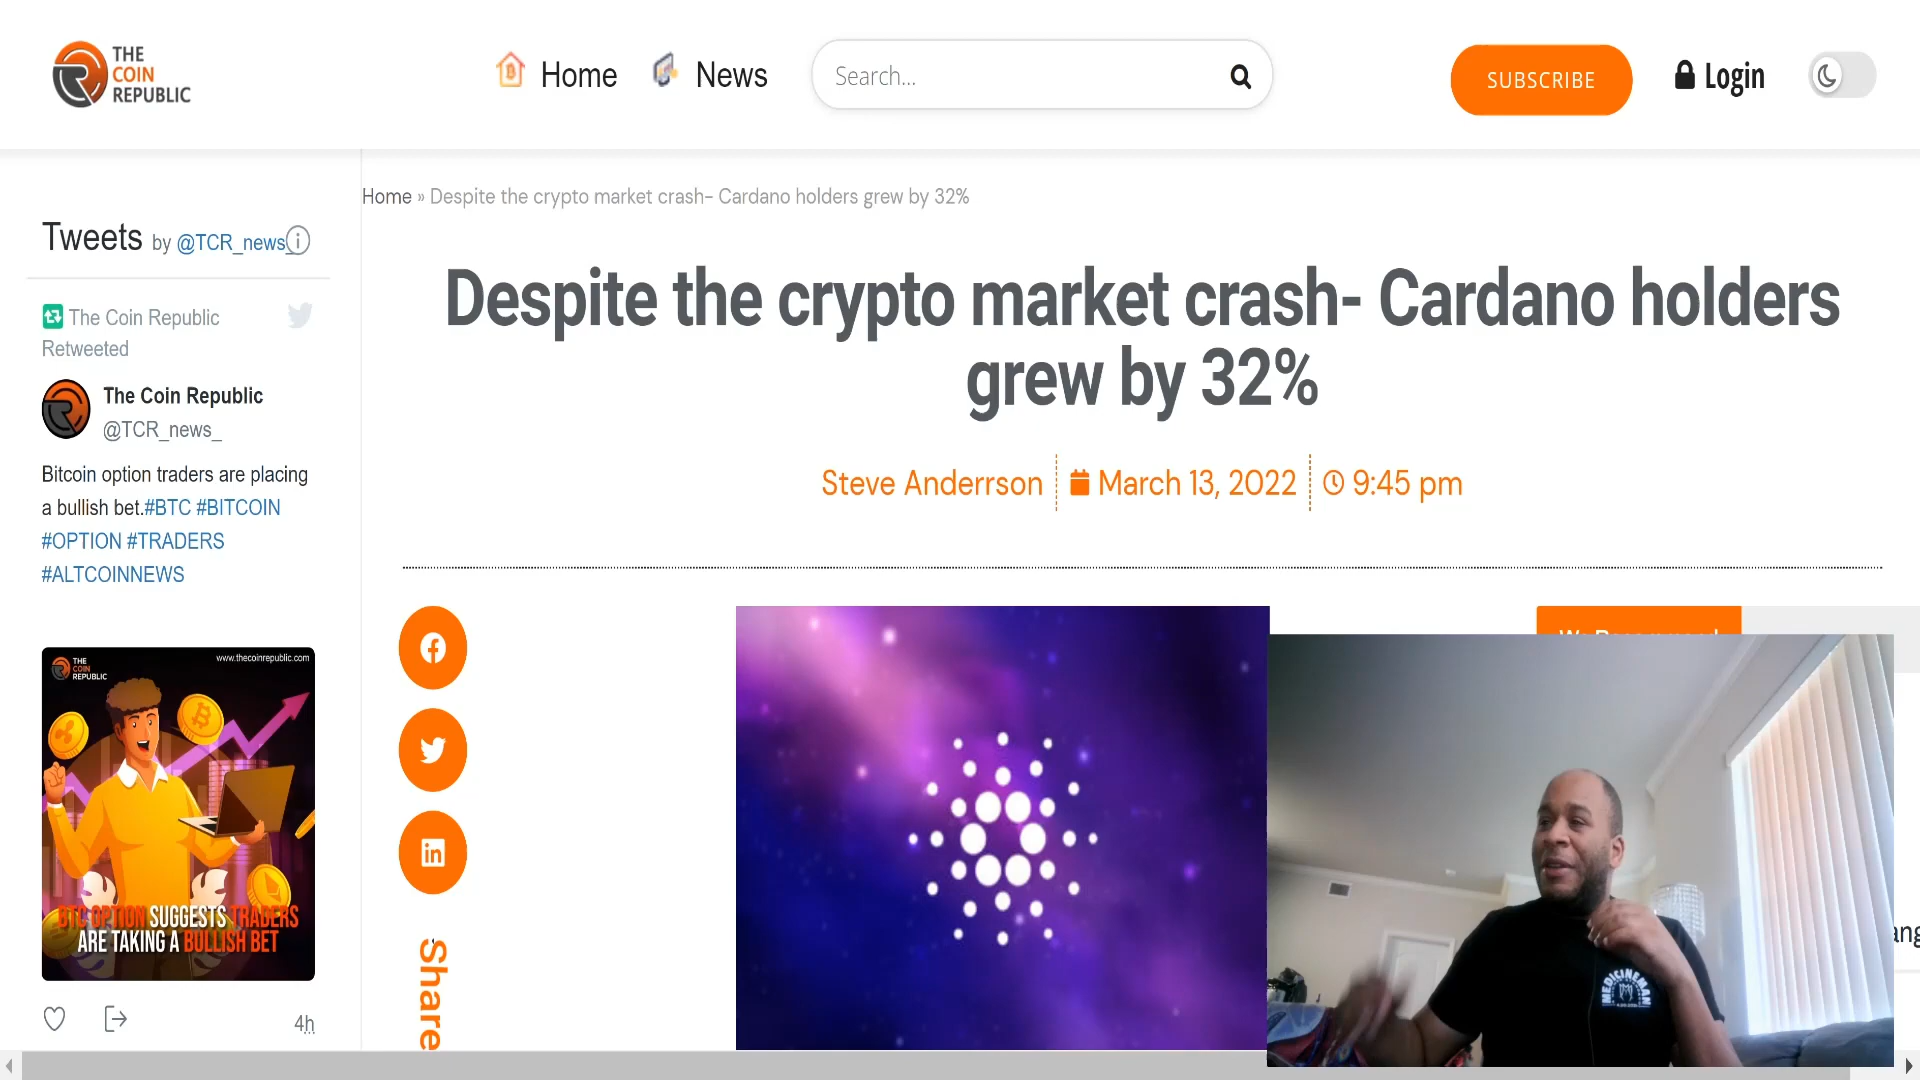 THE
COIN
REPUBLIC
Home
News
Search...
SUBSCRIBE
Login
Home » Despite the crypto market crash- Cardano holders grew by 32%
Tweets by @TCR_news_
The Coin Republic
Retweeted
The Coin Republic
@TCR_news_
Bitcoin option traders are placing
a bullish bet.#BTC #BITCOIN
#OPTION #TRADERS
#ALTCOINNEWS
THE
COIN
REPUBLIC
www.thecoinrepublic.com
BTC OPTION SUGGESTS TRADERS
ARE TAKING A BULLISH BET
4h
Despite the crypto market crash- Cardano holders
grew by 32%
Steve Anderrson
March 13, 2022
9:45 pm
Share
MEDICINEMAN